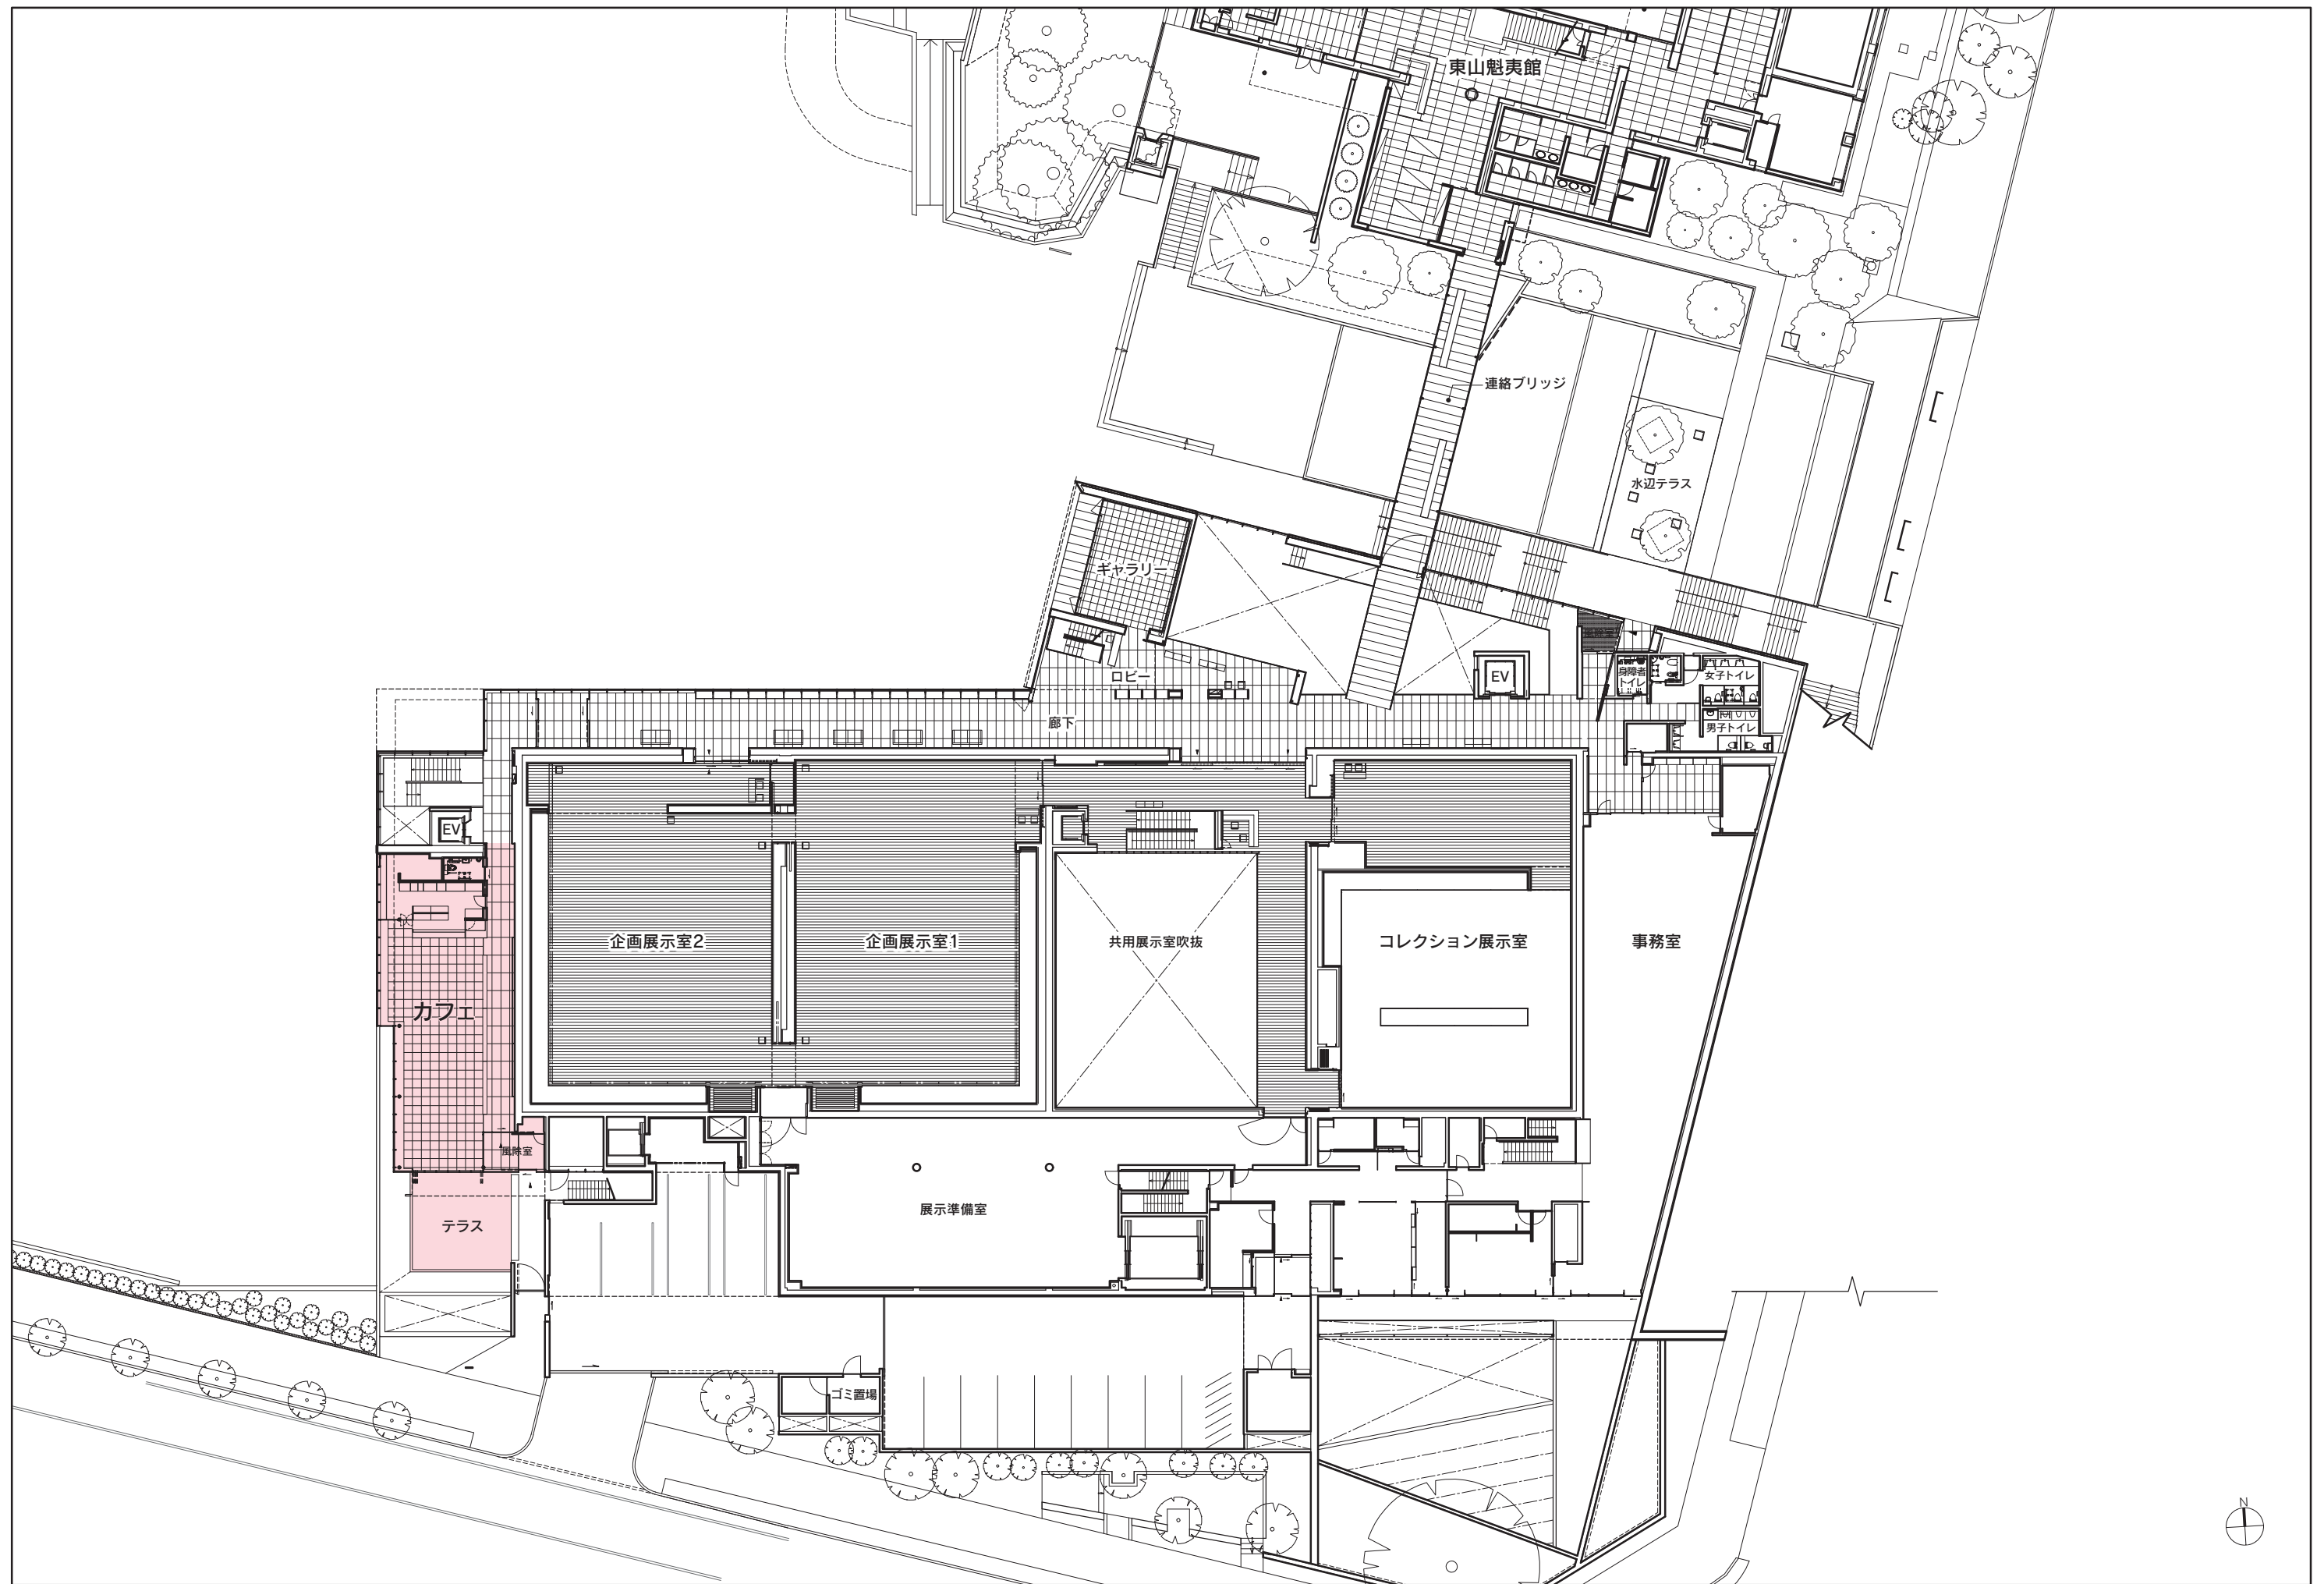 東山魁夷館
連絡ブリッジ
水辺テラス
ギャラリー
ロビー
EV
身障者
トイレ
女子トイレ
廊下
男子トイレ
EV
企画展示室2
企画展示室1
共用展示室吹抜
コレクション展示室
事務室
カフェ
風除室
展示準備室
テラス
ゴミ置場
N